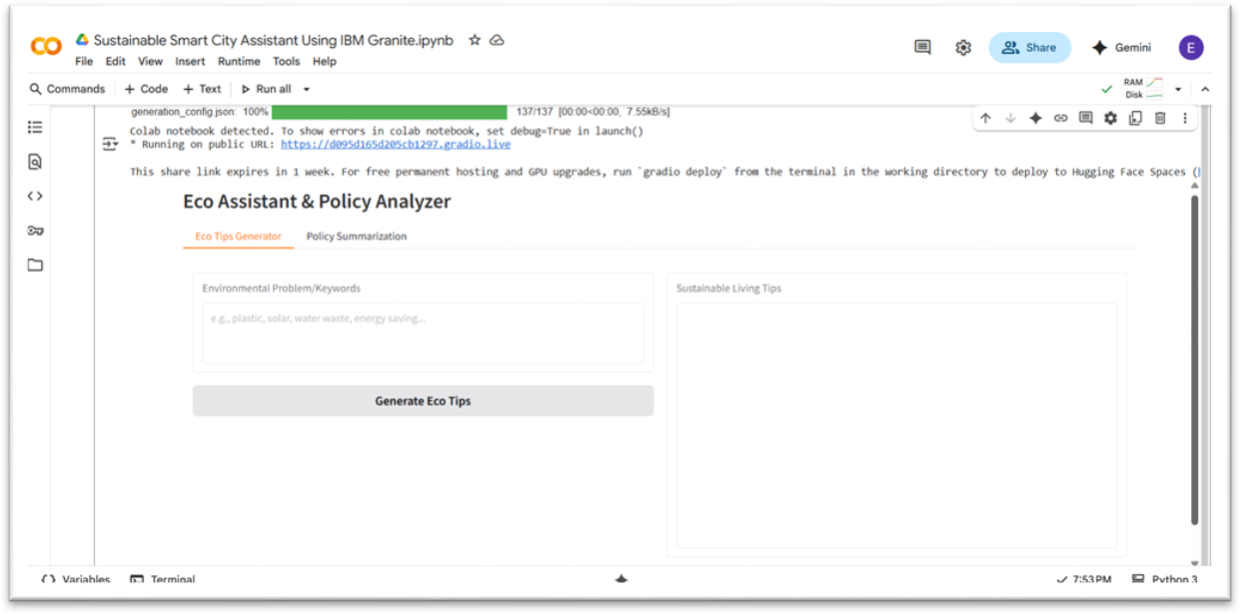 Sustainable Smart City Assistant Using IBM Granite.ipynb
File Edit View Insert Runtime Tools Help
Share
Gemini
E
Commands + Code + Text Run all
RAM
Disk
generation_config.json: 100% 137/137 [00:00<00:00, 7.55kB/s]
Colab notebook detected. To show errors in colab notebook, set debug=True in launch()
* Running on public URL: https://d095d165d205cb1297.gradio.live
This share link expires in 1 week. For free permanent hosting and GPU upgrades, run `gradio deploy` from the terminal in the working directory to deploy to Hugging Face Spaces (
Eco Assistant & Policy Analyzer
Eco Tips Generator Policy Summarization
Environmental Problem/Keywords
e.g., plastic, solar, water waste, energy saving...
Generate Eco Tips
Sustainable Living Tips
Variables Terminal
7:53 PM Python 3